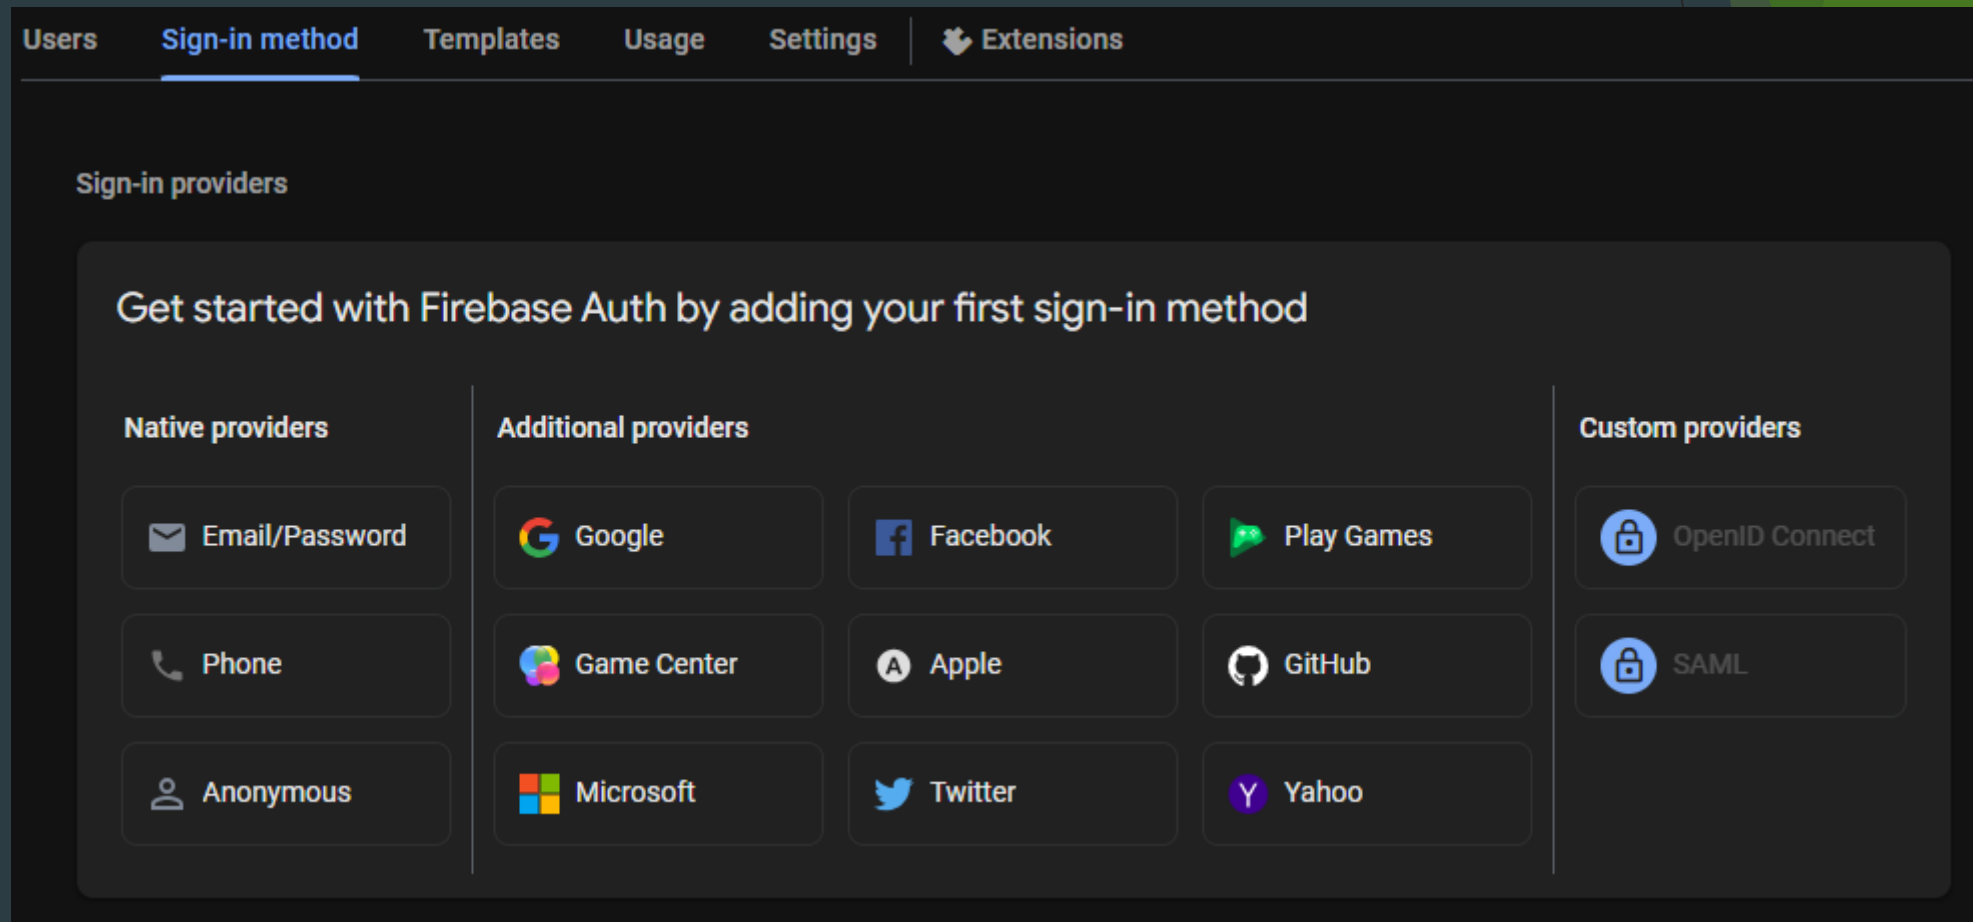 Users Sign-in method Templates Usage Settings Extensions
Sign-in providers
Get started with Firebase Auth by adding your first sign-in method
Native providers Additional providers Custom providers
Email/Password Google Facebook Play Games OpenID Connect
Phone Game Center Apple GitHub SAML
Anonymous Microsoft Twitter Yahoo